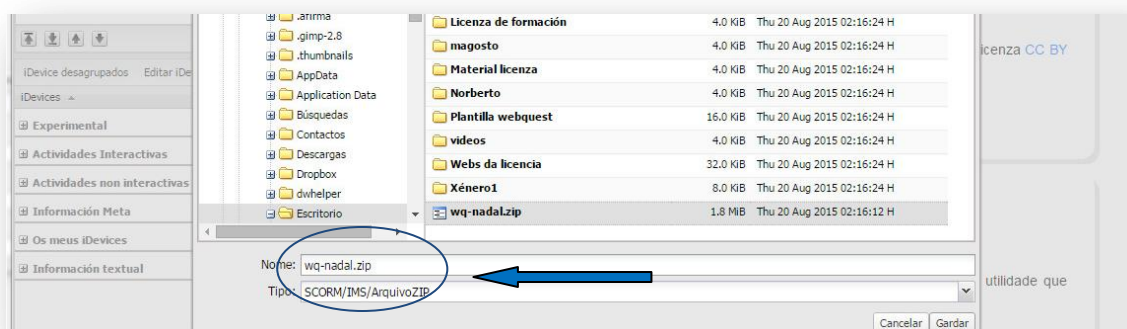 .afirma
.gimp-2.8
.thumbnails
AppData
Application Data
Búsquedas
Contactos
Descargas
Dropbox
dwhelper
Escritorio
Licenza de formación 4.0 KiB Thu 20 Aug 2015 02:16:24 H
magosto 4.0 KiB Thu 20 Aug 2015 02:16:24 H
Material licenza 4.0 KiB Thu 20 Aug 2015 02:16:24 H
Norberto 4.0 KiB Thu 20 Aug 2015 02:16:24 H
Plantilla webquest 16.0 KiB Thu 20 Aug 2015 02:16:24 H
videos 4.0 KiB Thu 20 Aug 2015 02:16:24 H
Webs da licencia 32.0 KiB Thu 20 Aug 2015 02:16:24 H
Xénero1 8.0 KiB Thu 20 Aug 2015 02:16:24 H
wq-nadal.zip 1.8 MiB Thu 20 Aug 2015 02:16:12 H
iDevice desagrupados Editar iDe
iDevices
Experimental
Actividades Interactivas
Actividades non interactivas
Información Meta
Os meus iDevices
Información textual
Nome: wq-nadal.zip
Tipo: SCORM/IMS/ArquivoZIP
Cancelar Gardar
icenza CC BY
utilidade que